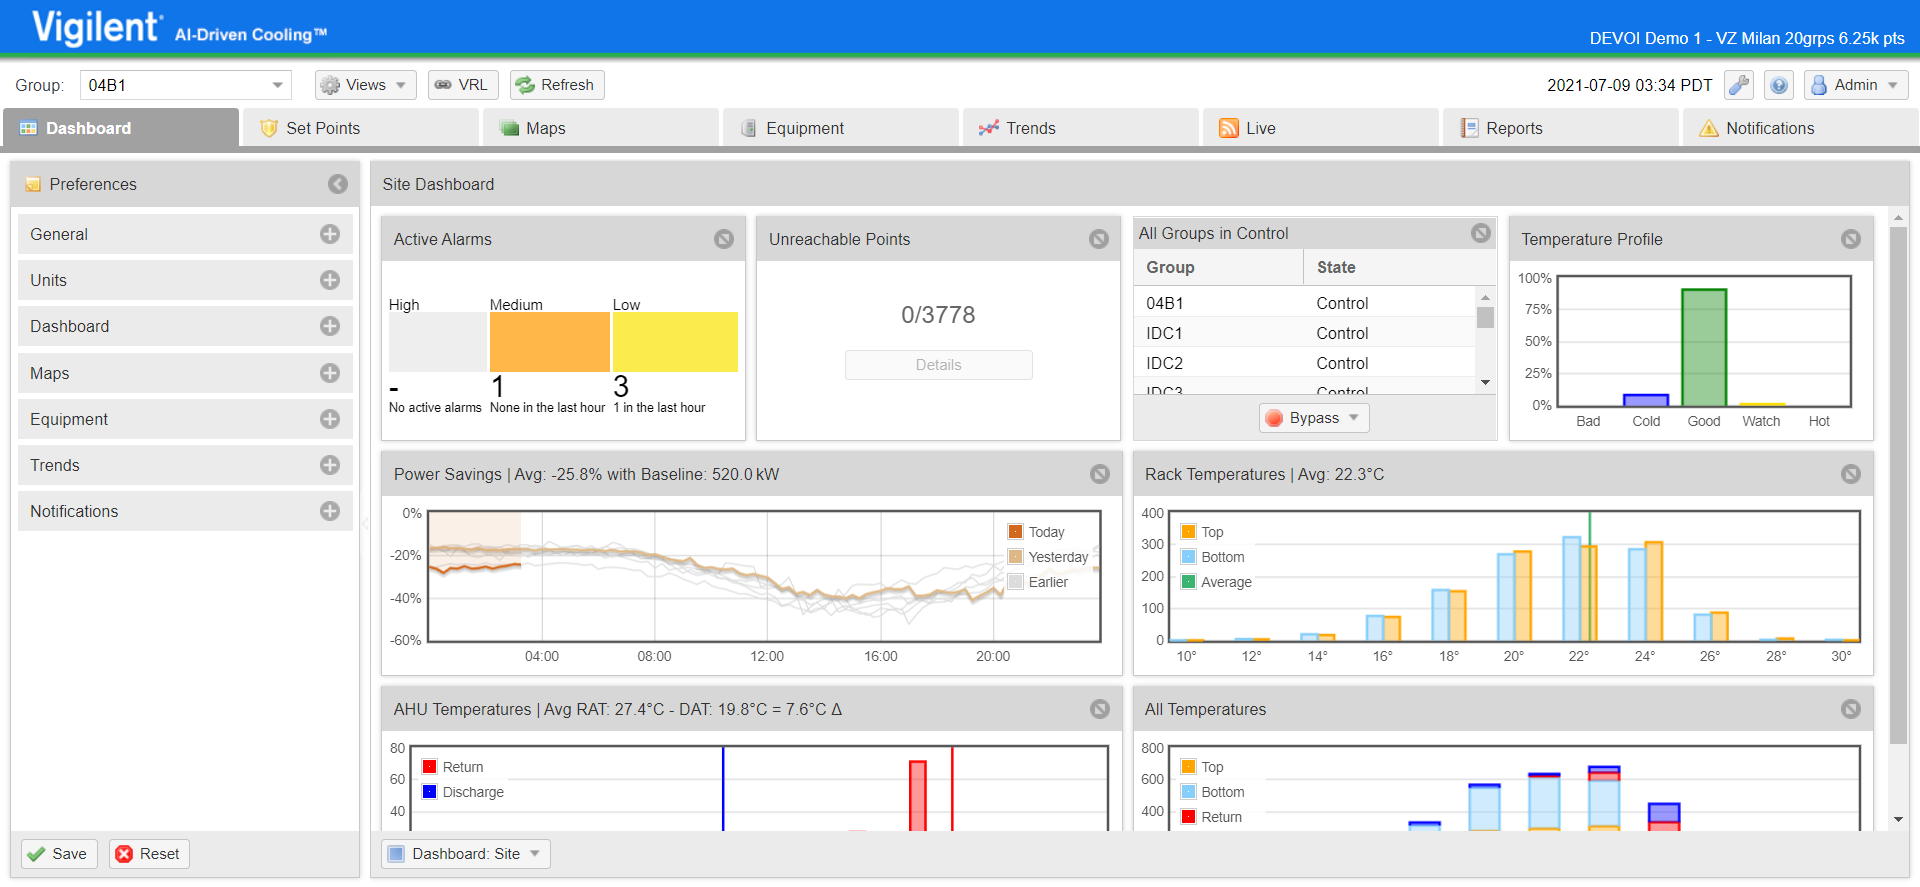 Vigilent AI-Driven Cooling™
DEVOI Demo 1 - VZ Milan 20grps 6.25k pts
Group: 04B1 Views VRL Refresh 2021-07-09 03:34 PDT Admin
Dashboard Set Points Maps Equipment Trends Live Reports Notifications
Preferences
General
Units
Dashboard
Maps
Equipment
Trends
Notifications
Save Reset
Site Dashboard
Active Alarms
High Medium Low
- 1 3
No active alarms None in the last hour 1 in the last hour
Unreachable Points
0/3778
Details
All Groups in Control
Group State
04B1 Control
IDC1 Control
IDC2 Control
IDC3 Control
Bypass
Temperature Profile
100%
75%
50%
25%
0%
Bad Cold Good Watch Hot
Power Savings | Avg: -25.8% with Baseline: 520.0 kW
0%
-20%
-40%
-60%
Today
Yesterday
Earlier
04:00 08:00 12:00 16:00 20:00
Rack Temperatures | Avg: 22.3°C
400
300
200
100
0
Top
Bottom
Average
10° 12° 14° 16° 18° 20° 22° 24° 26° 28° 30°
AHU Temperatures | Avg RAT: 27.4°C - DAT: 19.8°C = 7.6°C Δ
80
60
40
Return
Discharge
All Temperatures
800
600
400
Top
Bottom
Return
Dashboard: Site